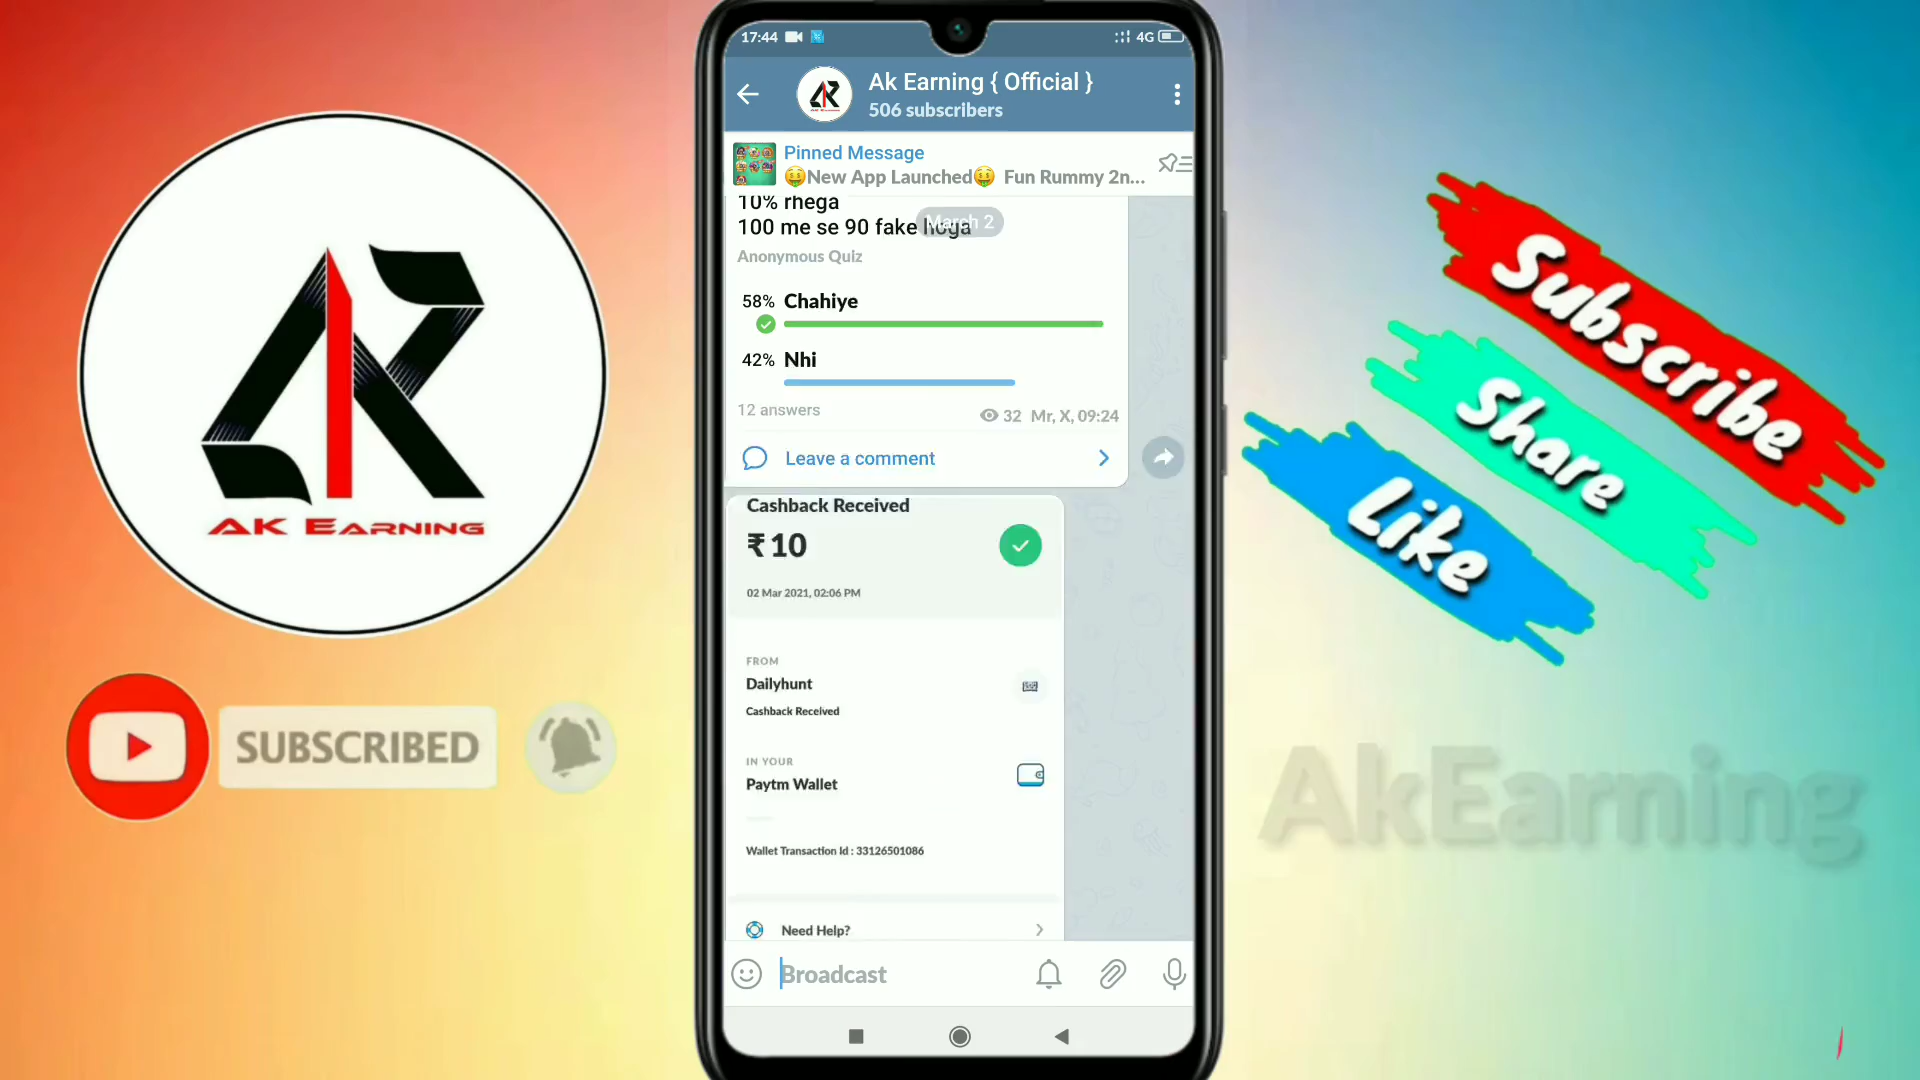 17:44
4G
Ak Earning { Official }
506 subscribers
Pinned Message
🤑New App Launched🤑 Fun Rummy 2n...
10% rhega
March 2
100 me se 90 fake hoga
Anonymous Quiz
58% Chahiye
42% Nhi
12 answers
32 Mr, X, 09:24
Leave a comment
Cashback Received
₹10
02 Mar 2021, 02:06 PM
FROM
Dailyhunt
Cashback Received
IN YOUR
Paytm Wallet
Wallet Transaction Id : 33126501086
Need Help?
Broadcast
AK EARNING
SUBSCRIBED
Subscribe
Share
Like
AkEarning